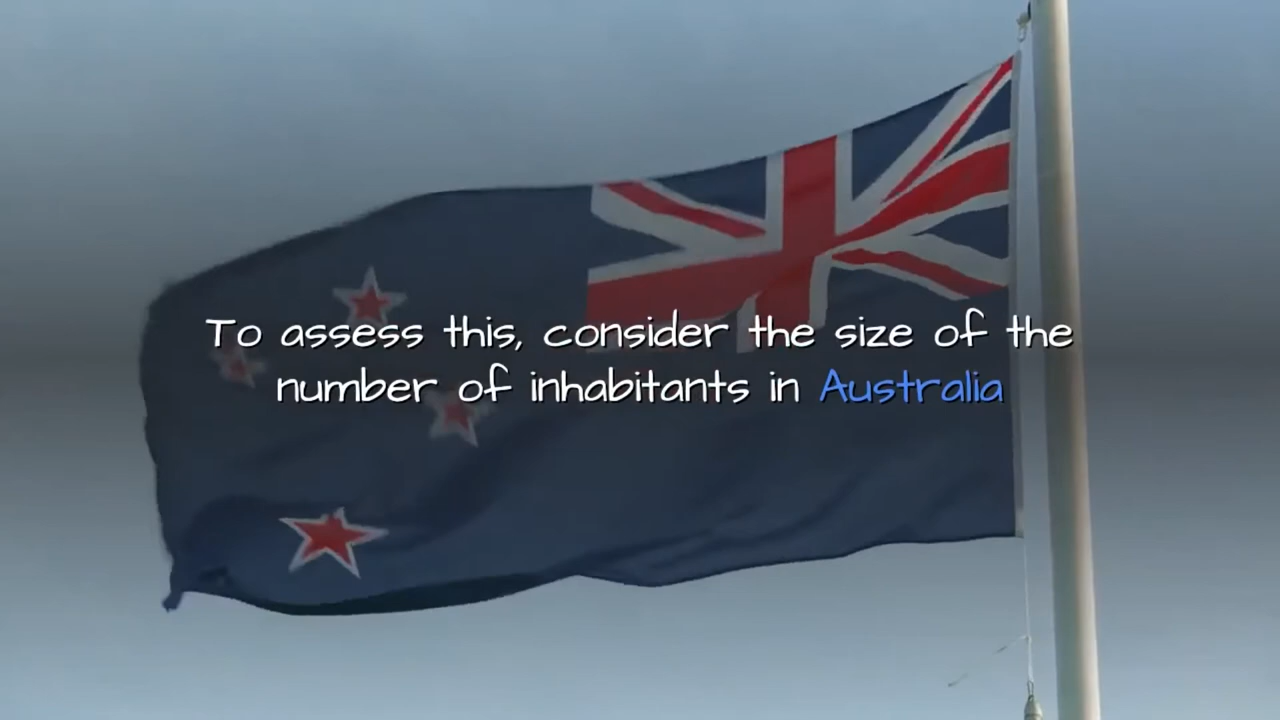 To assess this, consider the size of the
number of inhabitants in Australia